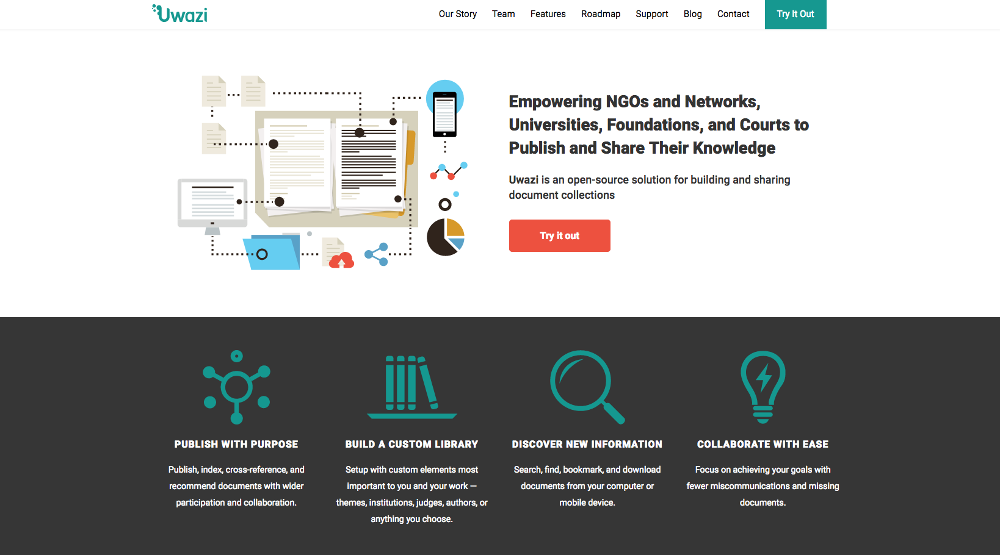 Uwazi
Our Story Team Features Roadmap Support Blog Contact Try It Out
Empowering NGOs and Networks,
Universities, Foundations, and Courts to
Publish and Share Their Knowledge
Uwazi is an open-source solution for building and sharing
document collections
Try it out
PUBLISH WITH PURPOSE
Publish, index, cross-reference, and
recommend documents with wider
participation and collaboration.
BUILD A CUSTOM LIBRARY
Setup with custom elements most
important to you and your work —
themes, institutions, judges, authors, or
anything you choose.
DISCOVER NEW INFORMATION
Search, find, bookmark, and download
documents from your computer or
mobile device.
COLLABORATE WITH EASE
Focus on achieving your goals with
fewer miscommunications and missing
documents.